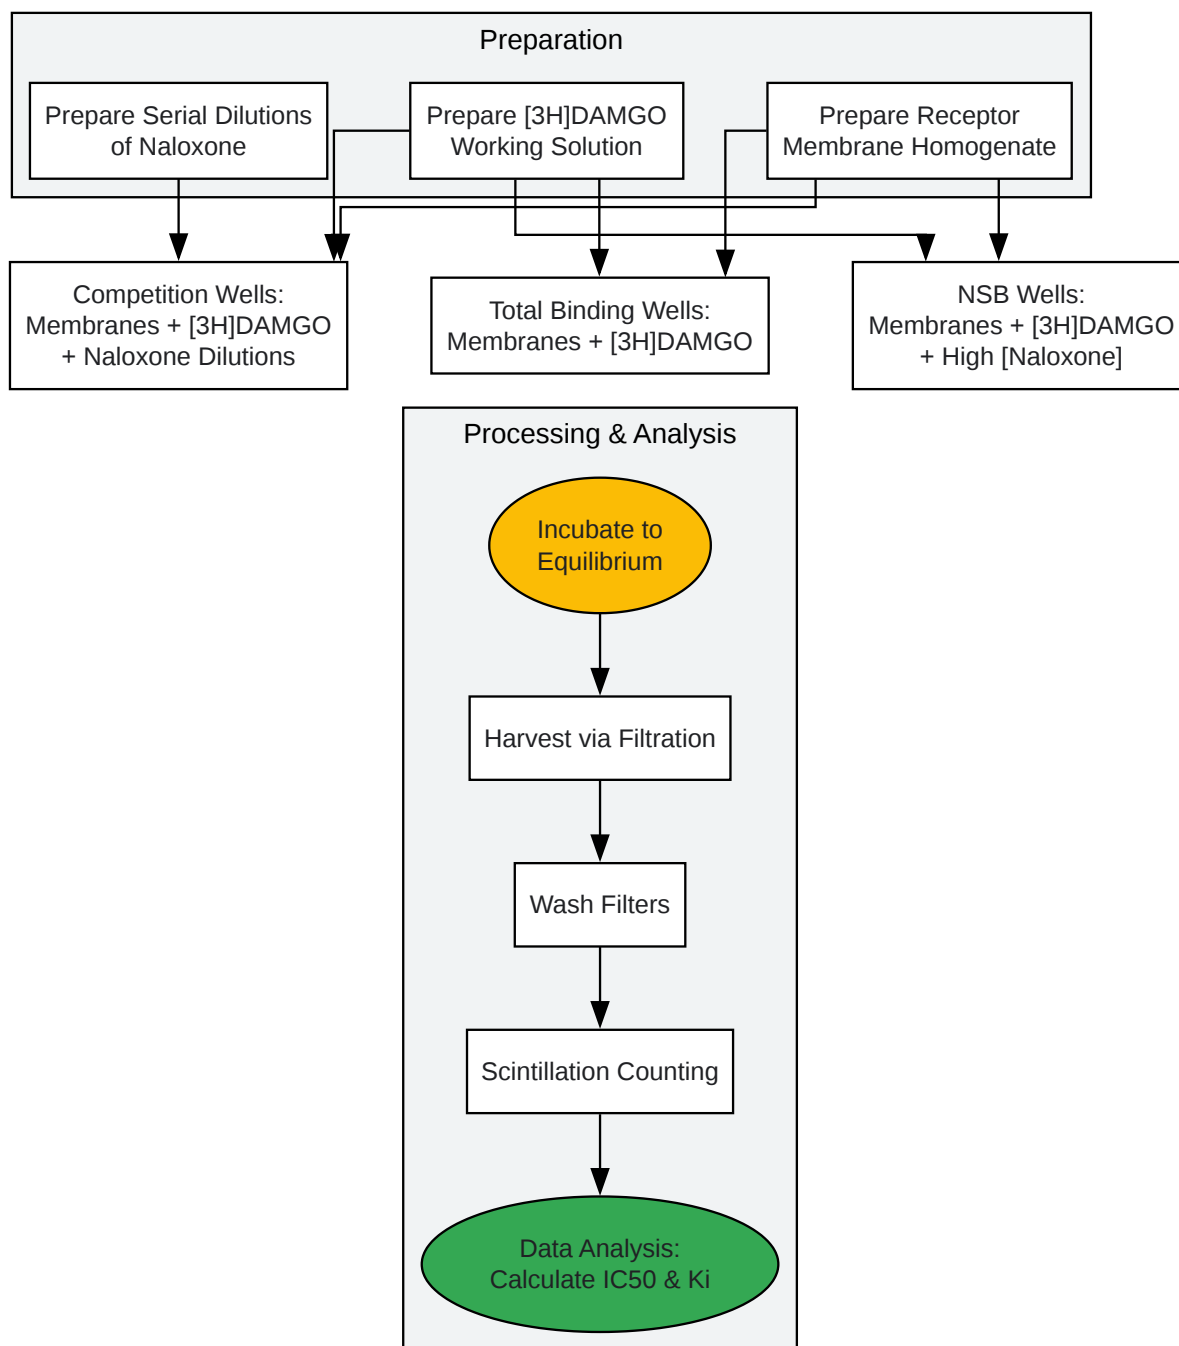 Preparation
Prepare Serial Dilutions
of Naloxone
Prepare [3H]DAMGO
Working Solution
Prepare Receptor
Membrane Homogenate
Competition Wells:
Membranes + [3H]DAMGO
+ Naloxone Dilutions
Total Binding Wells:
Membranes + [3H]DAMGO
NSB Wells:
Membranes + [3H]DAMGO
+ High [Naloxone]
Processing & Analysis
Incubate to
Equilibrium
Harvest via Filtration
Wash Filters
Scintillation Counting
Data Analysis:
Calculate IC50 & Ki